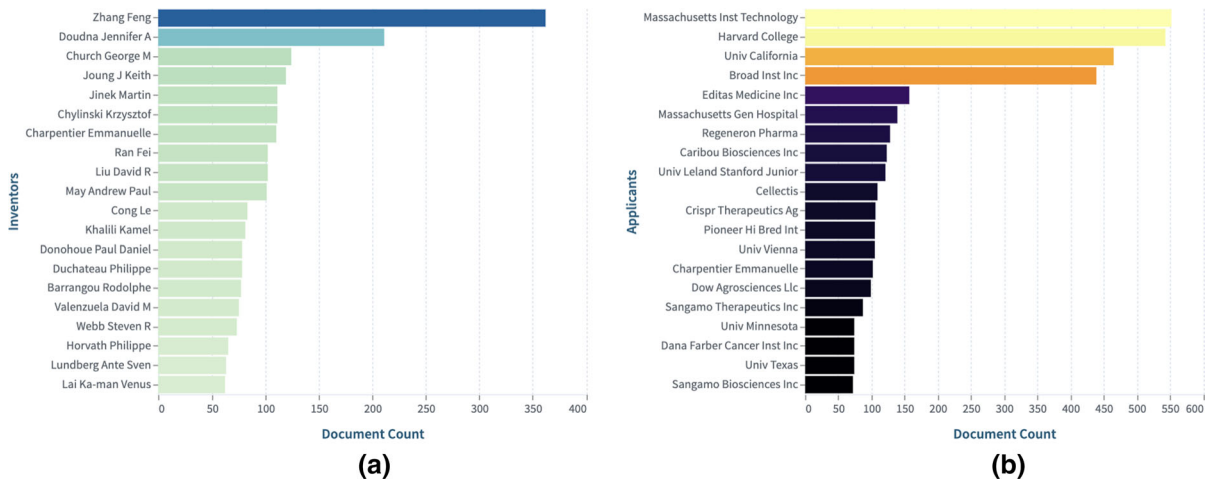 Zhang Feng
Doudna Jennifer A
Church George M
Joung J Keith
Jinek Martin
Chylinski Krzysztof
Charpentier Emmanuelle
Ran Fei
Liu David R
May Andrew Paul
Cong Le
Khalili Kamel
Donohoue Paul Daniel
Duchateau Philippe
Barrangou Rodolphe
Valenzuela David M
Webb Steven R
Horvath Philippe
Lundberg Ante Sven
Lai Ka-man Venus
Inventors
0 50 100 150 200 250 300 350 400
Document Count
(a)
Massachusetts Inst Technology
Harvard College
Univ California
Broad Inst Inc
Editas Medicine Inc
Massachusetts Gen Hospital
Regeneron Pharma
Caribou Biosciences Inc
Univ Leland Stanford Junior
Cellectis
Crispr Therapeutics Ag
Pioneer Hi Bred Int
Univ Vienna
Charpentier Emmanuelle
Dow Agrosciences Llc
Sangamo Therapeutics Inc
Univ Minnesota
Dana Farber Cancer Inst Inc
Univ Texas
Sangamo Biosciences Inc
Applicants
0 50 100 150 200 250 300 350 400 450 500 550 600
Document Count
(b)